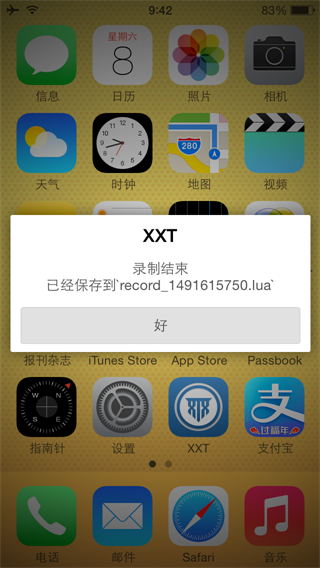 9:42
83%
星期六
8
信息
日历
照片
相机
280
天气
时钟
地图
视频
XXT
录制结束
已经保存到`record_1491615750.lua`
好
报刊杂志
iTunes Store
App Store
Passbook
N
W
E
S
支
过福年
指南针
设置
XXT
支付宝
电话
邮件
Safari
音乐